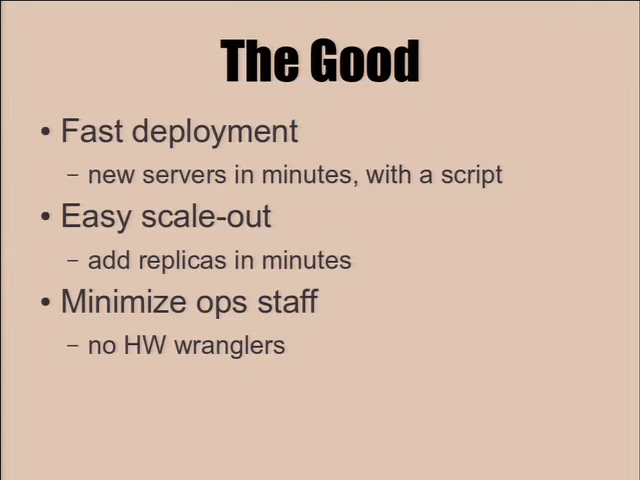 The Good
• Fast deployment
– new servers in minutes, with a script
• Easy scale-out
– add replicas in minutes
• Minimize ops staff
– no HW wranglers